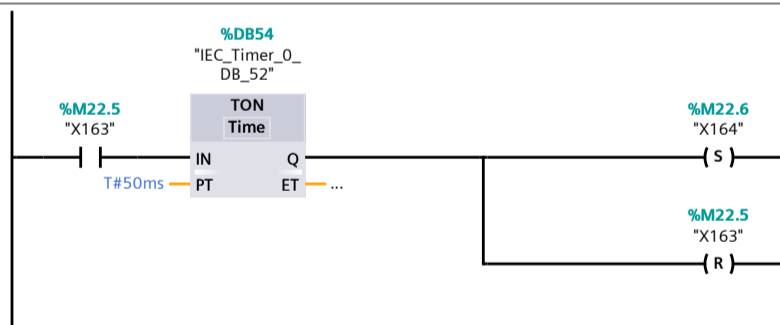 %DB54
"IEC_Timer_0_
DB_52"
%M22.5
"X163"
TON
Time
%M22.6
"X164"
IN
Q
S
T#50ms
PT
ET
...
%M22.5
"X163"
R